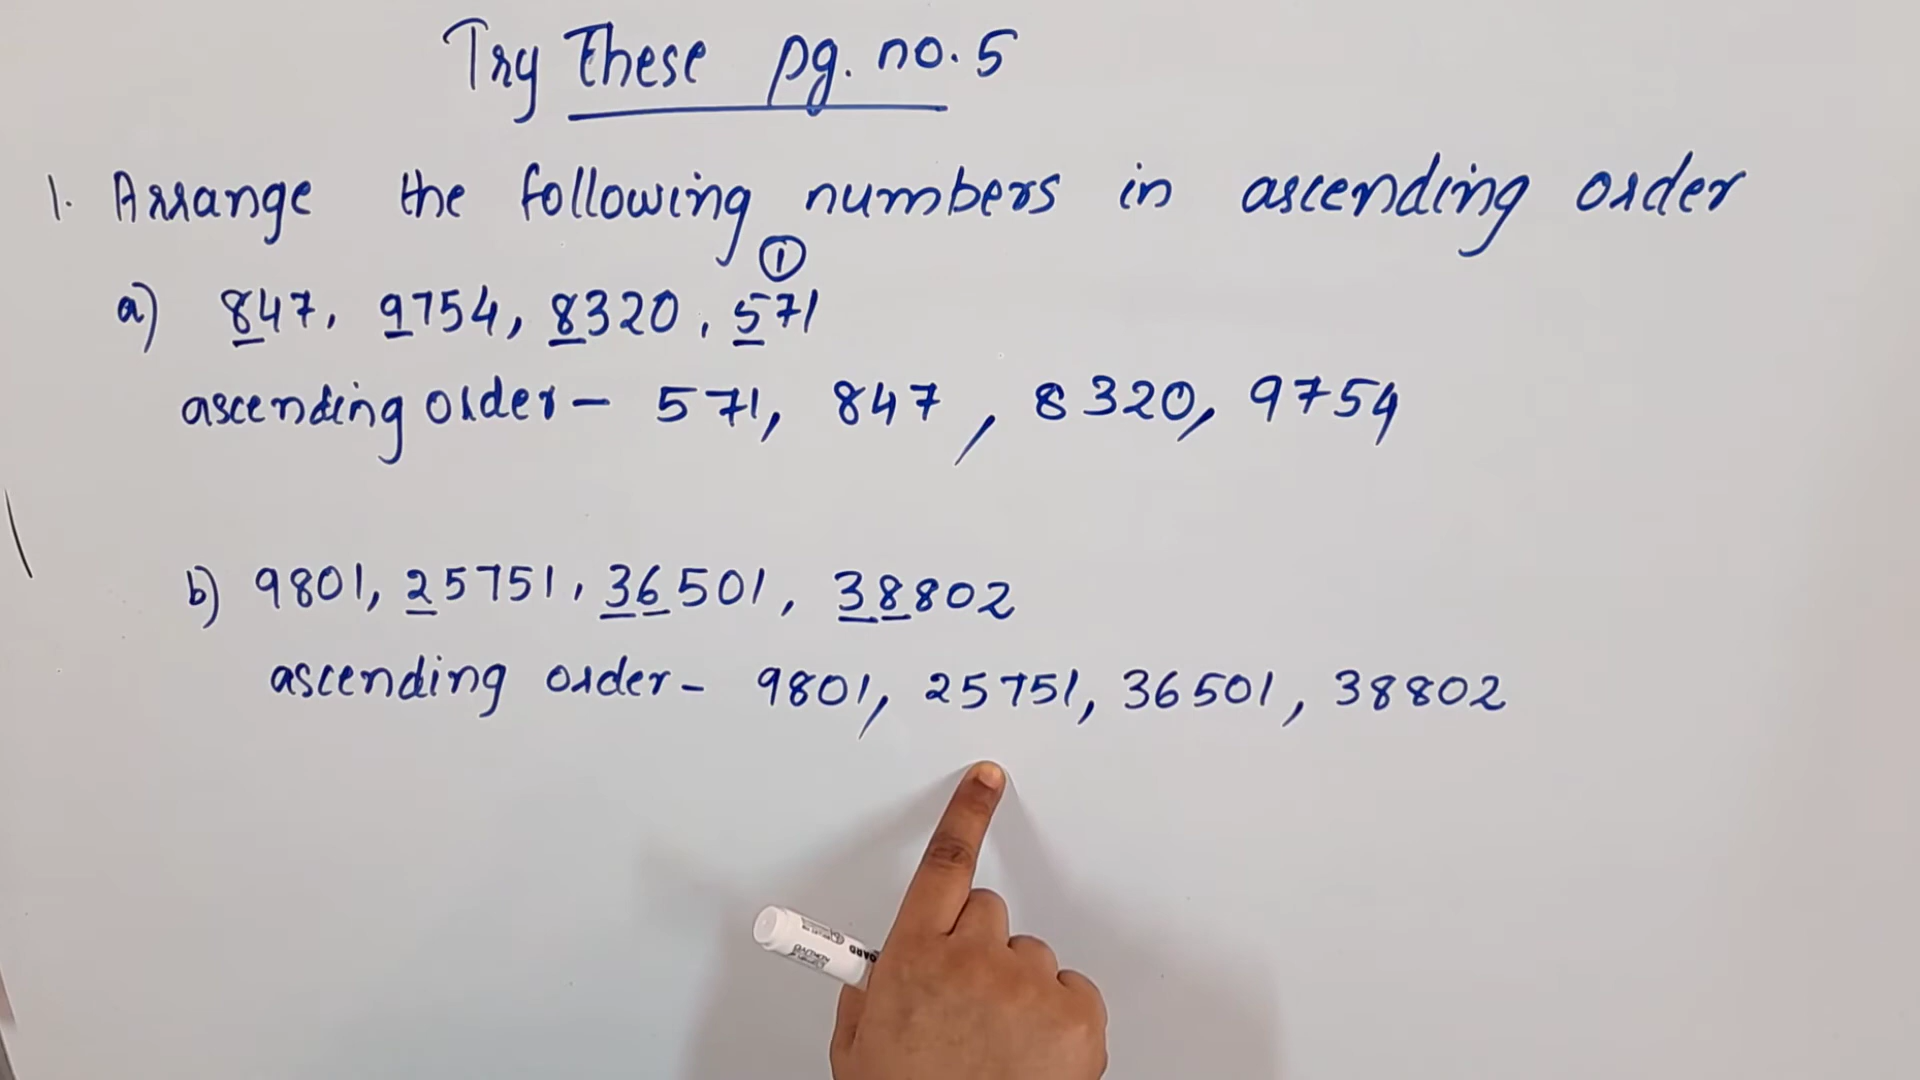 Try These pg. no. 5
1. Arrange the following numbers in ascending order
①
a) 847, 9754, 8320, 571
ascending order - 571, 847, 8320, 9754
b) 9801, 25751, 36501, 38802
ascending order - 9801, 25751, 36501, 38802